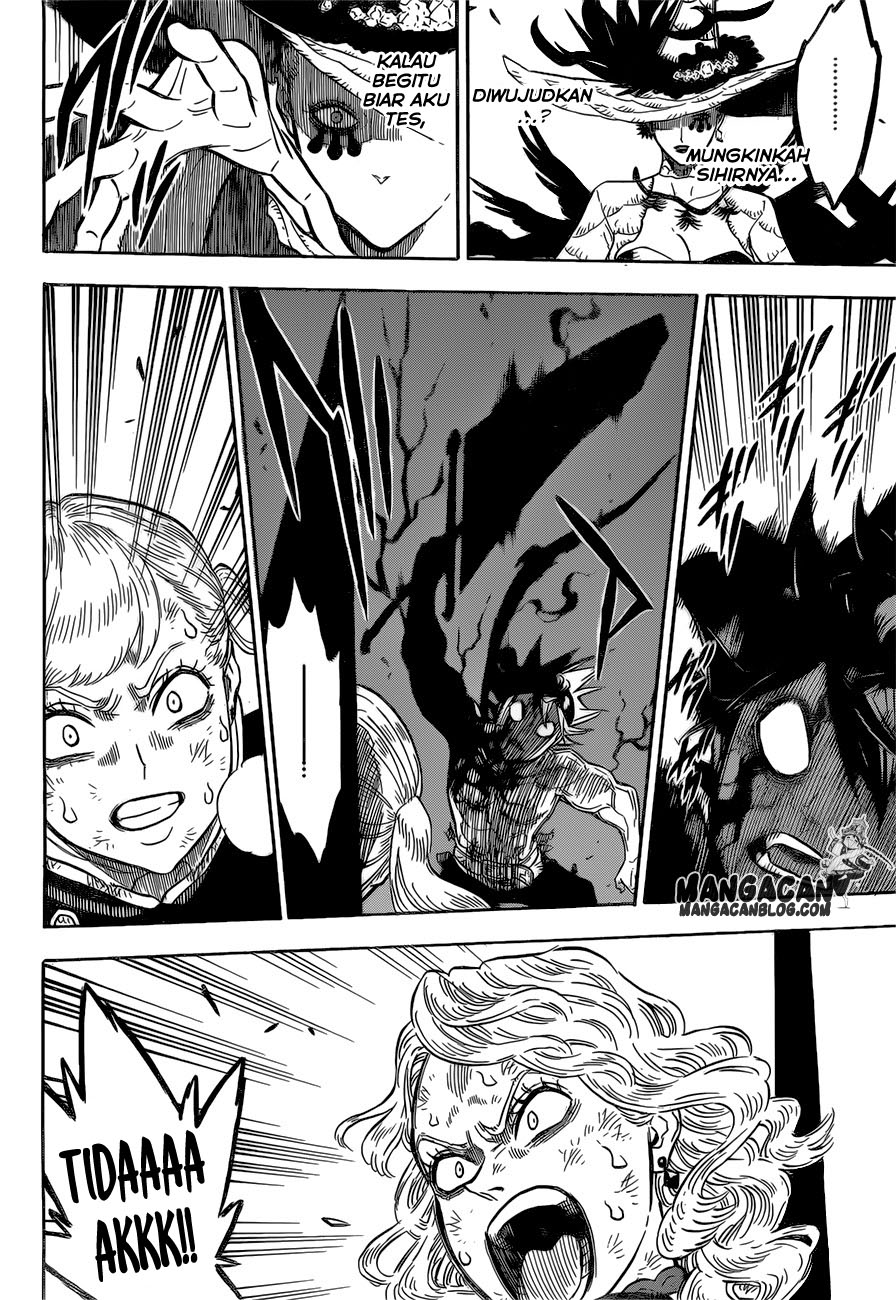 ...........
DIWUJUDKAN
...?
MUNGKINKAH
SIHIRNYA...
KALAU
BEGITU
BIAR AKU
TES,
..........
MANGACAN
MANGACANBLOG.COM
TIDAAAA
AKKK!!